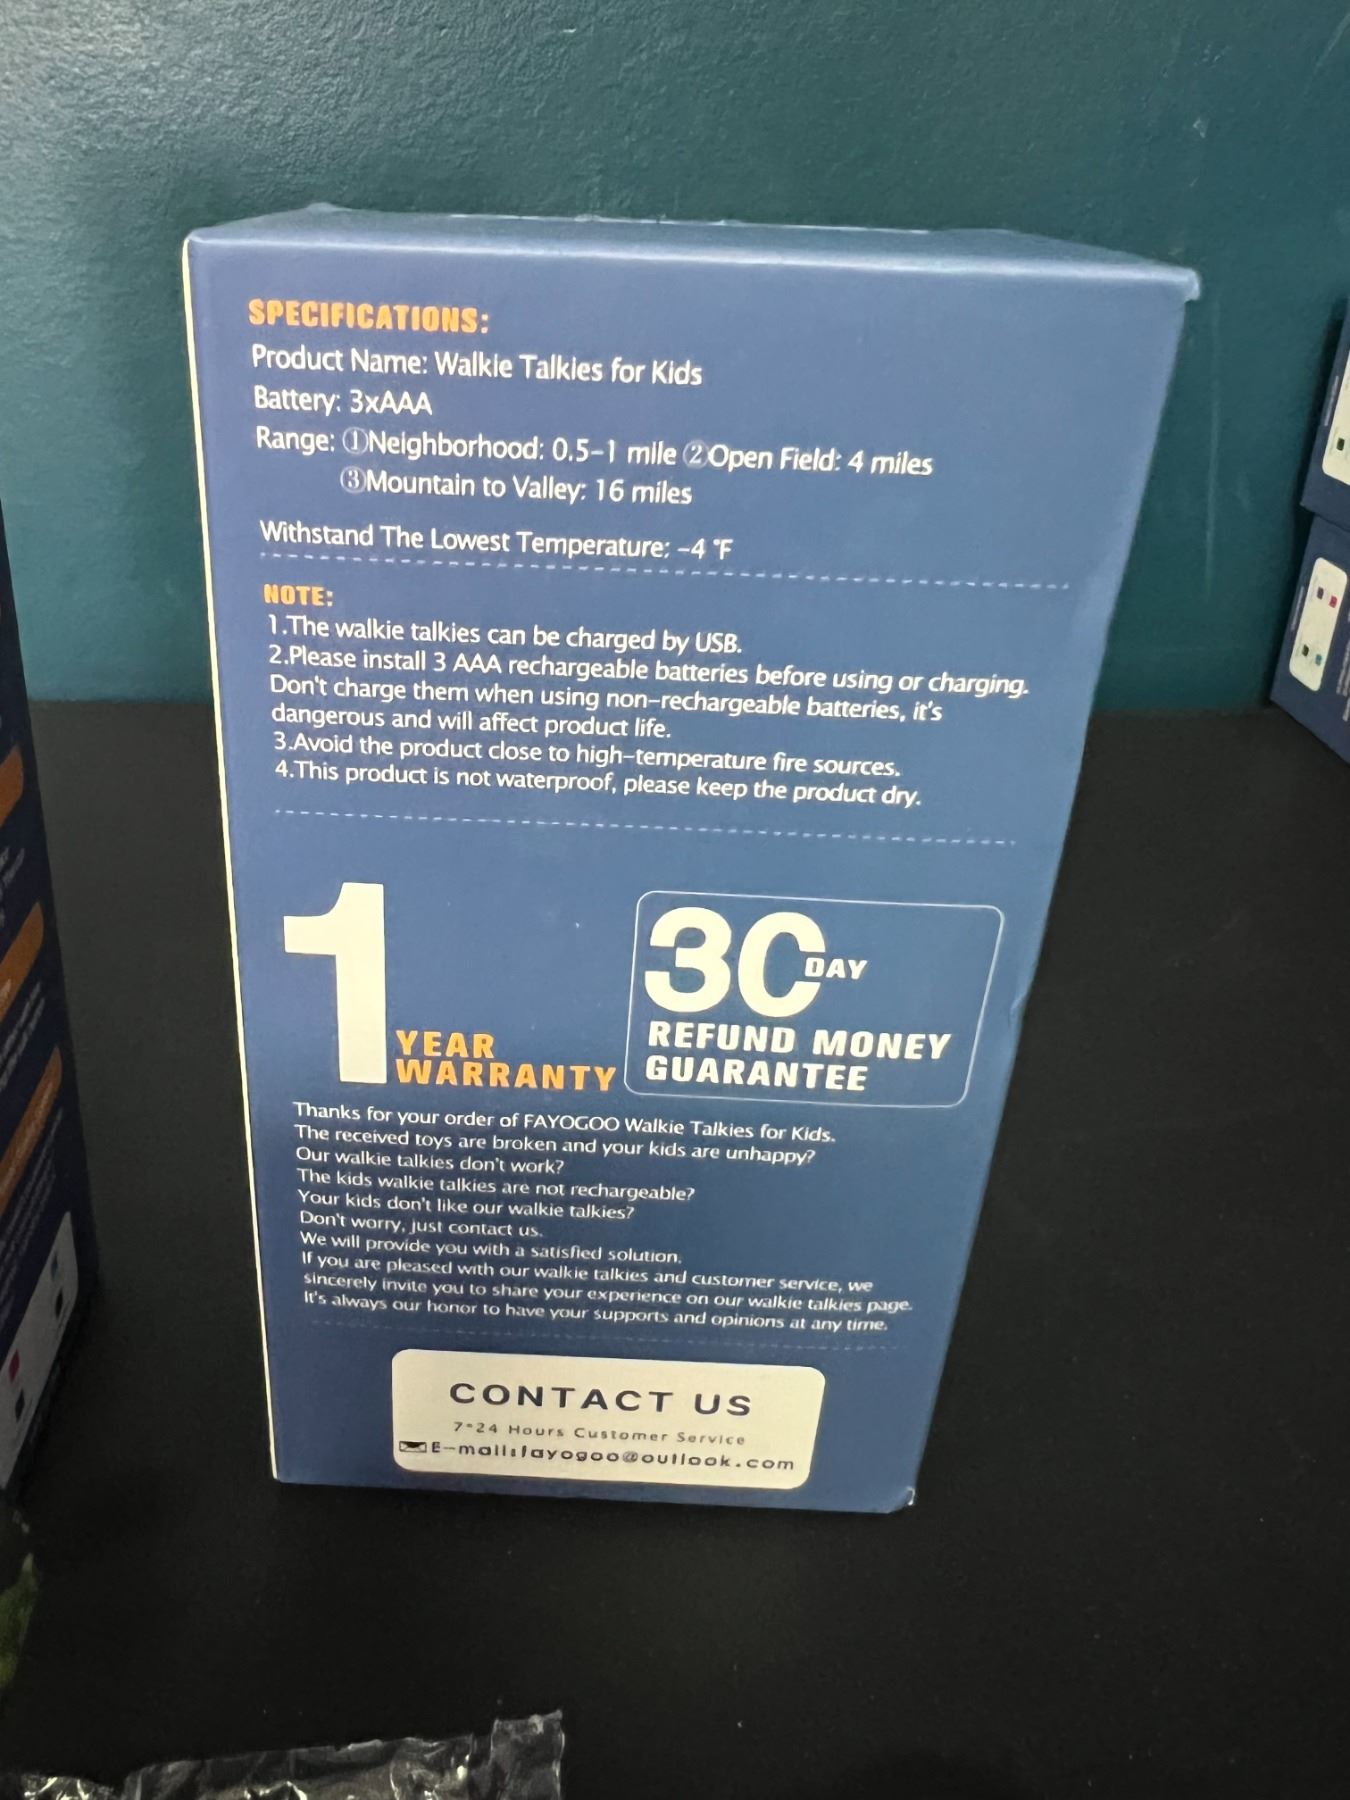 SPECIFICATIONS:
Product Name: Walkie Talkies for Kids
Battery: 3xAAA
Range: ①Neighborhood: 0.5-1 mile ②Open Field: 4 miles
③Mountain to Valley: 16 miles
Withstand The Lowest Temperature: -4 °F
NOTE:
1.The walkie talkies can be charged by USB.
2.Please install 3 AAA rechargeable batteries before using or charging.
Don't charge them when using non-rechargeable batteries, it's
dangerous and will affect product life.
3.Avoid the product close to high-temperature fire sources.
4.This product is not waterproof, please keep the product dry.
1 YEAR
WARRANTY
30 DAY
REFUND MONEY
GUARANTEE
Thanks for your order of FAYOGOO Walkie Talkies for Kids.
The received toys are broken and your kids are unhappy?
Our walkie talkies don't work?
The kids walkie talkies are not rechargeable?
Your kids don't like our walkie talkies?
Don't worry, just contact us.
We will provide you with a satisfied solution.
If you are pleased with our walkie talkies and customer service, we
sincerely invite you to share your experience on our walkie talkies page.
It's always our honor to have your supports and opinions at any time.
CONTACT US
7*24 Hours Customer Service
E-mail:fayogoo@outlook.com